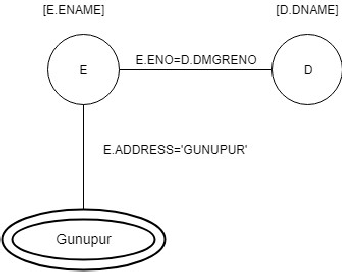 [E.ENAME]
[D.DNAME]
E
E.ENO=D.DMGRENO
D
E.ADDRESS='GUNUPUR'
Gunupur